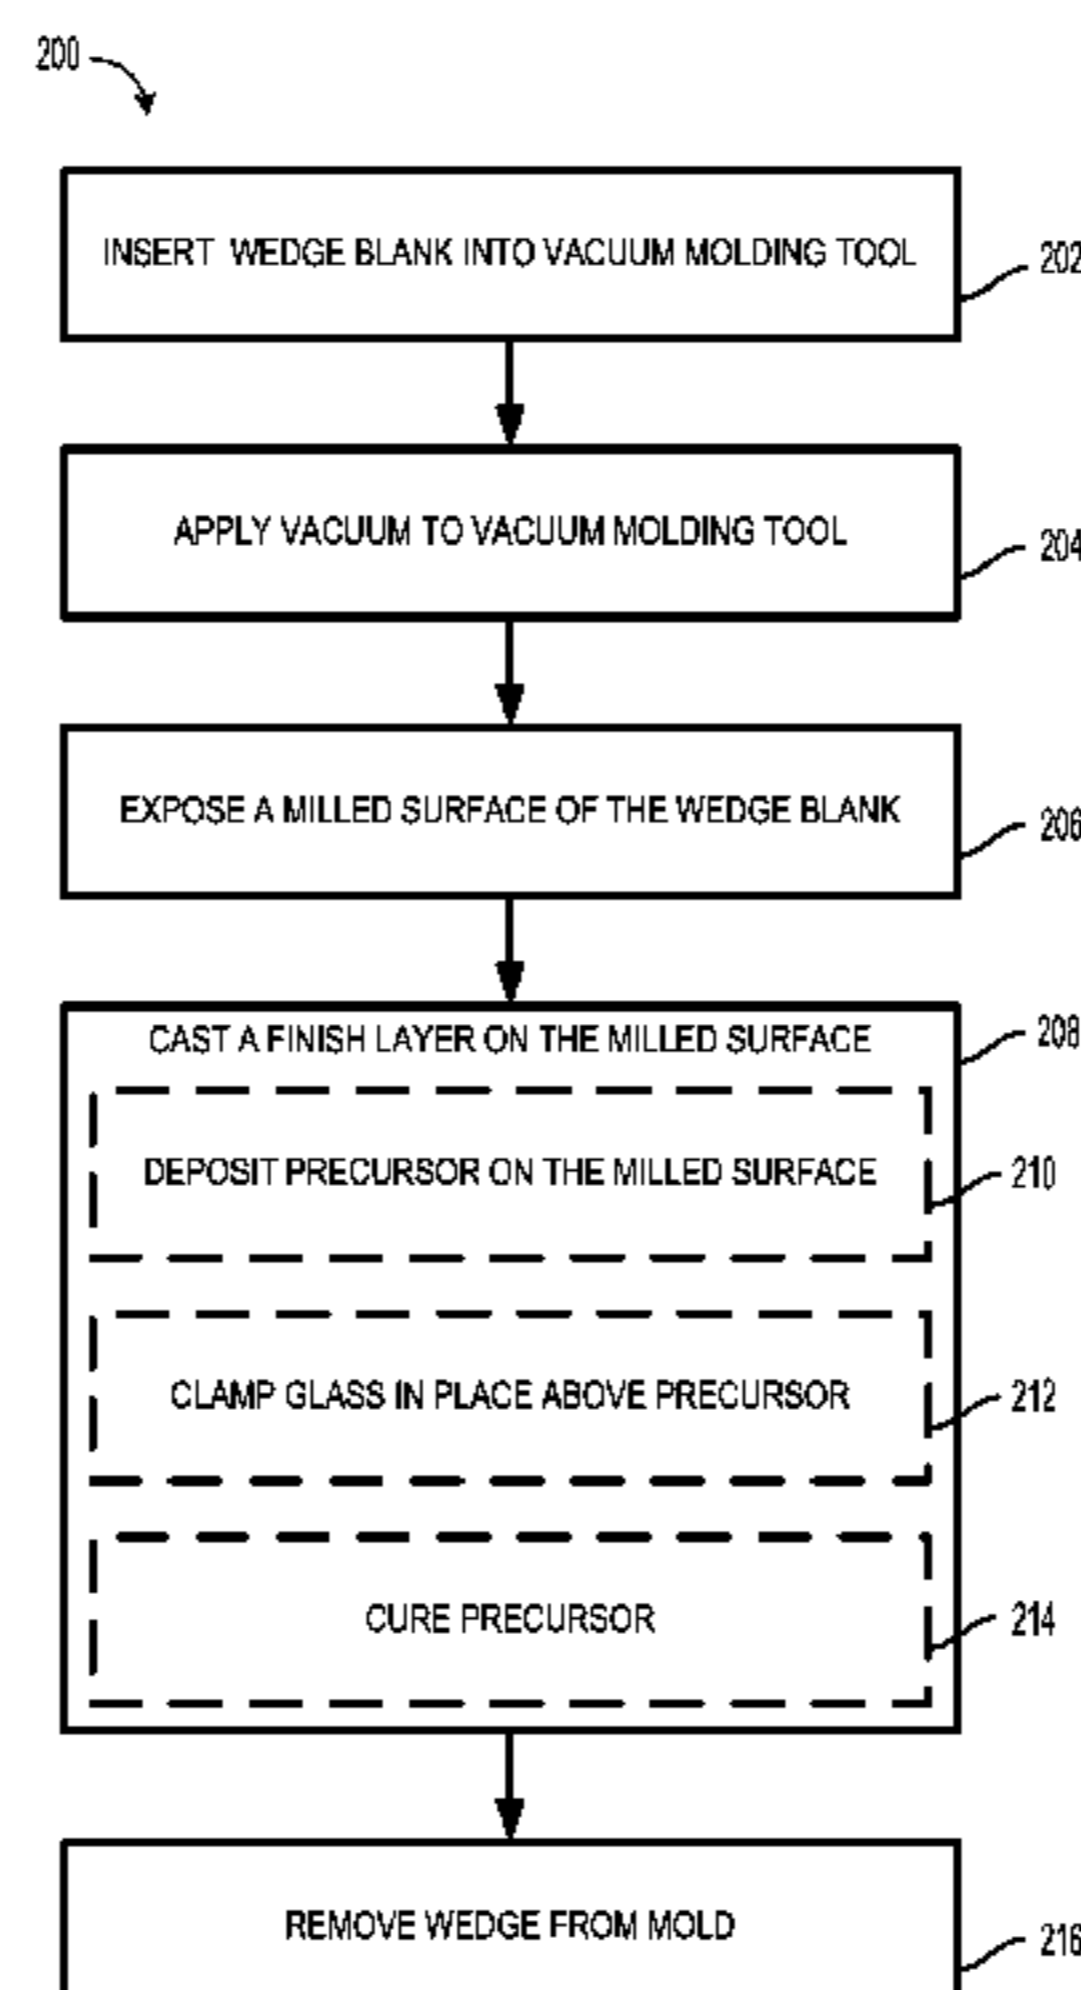 200
INSERT WEDGE BLANK INTO VACUUM MOLDING TOOL
202
APPLY VACUUM TO VACUUM MOLDING TOOL
204
EXPOSE A MILLED SURFACE OF THE WEDGE BLANK
206
CAST A FINISH LAYER ON THE MILLED SURFACE
208
DEPOSIT PRECURSOR ON THE MILLED SURFACE
210
CLAMP GLASS IN PLACE ABOVE PRECURSOR
212
CURE PRECURSOR
214
REMOVE WEDGE FROM MOLD
216